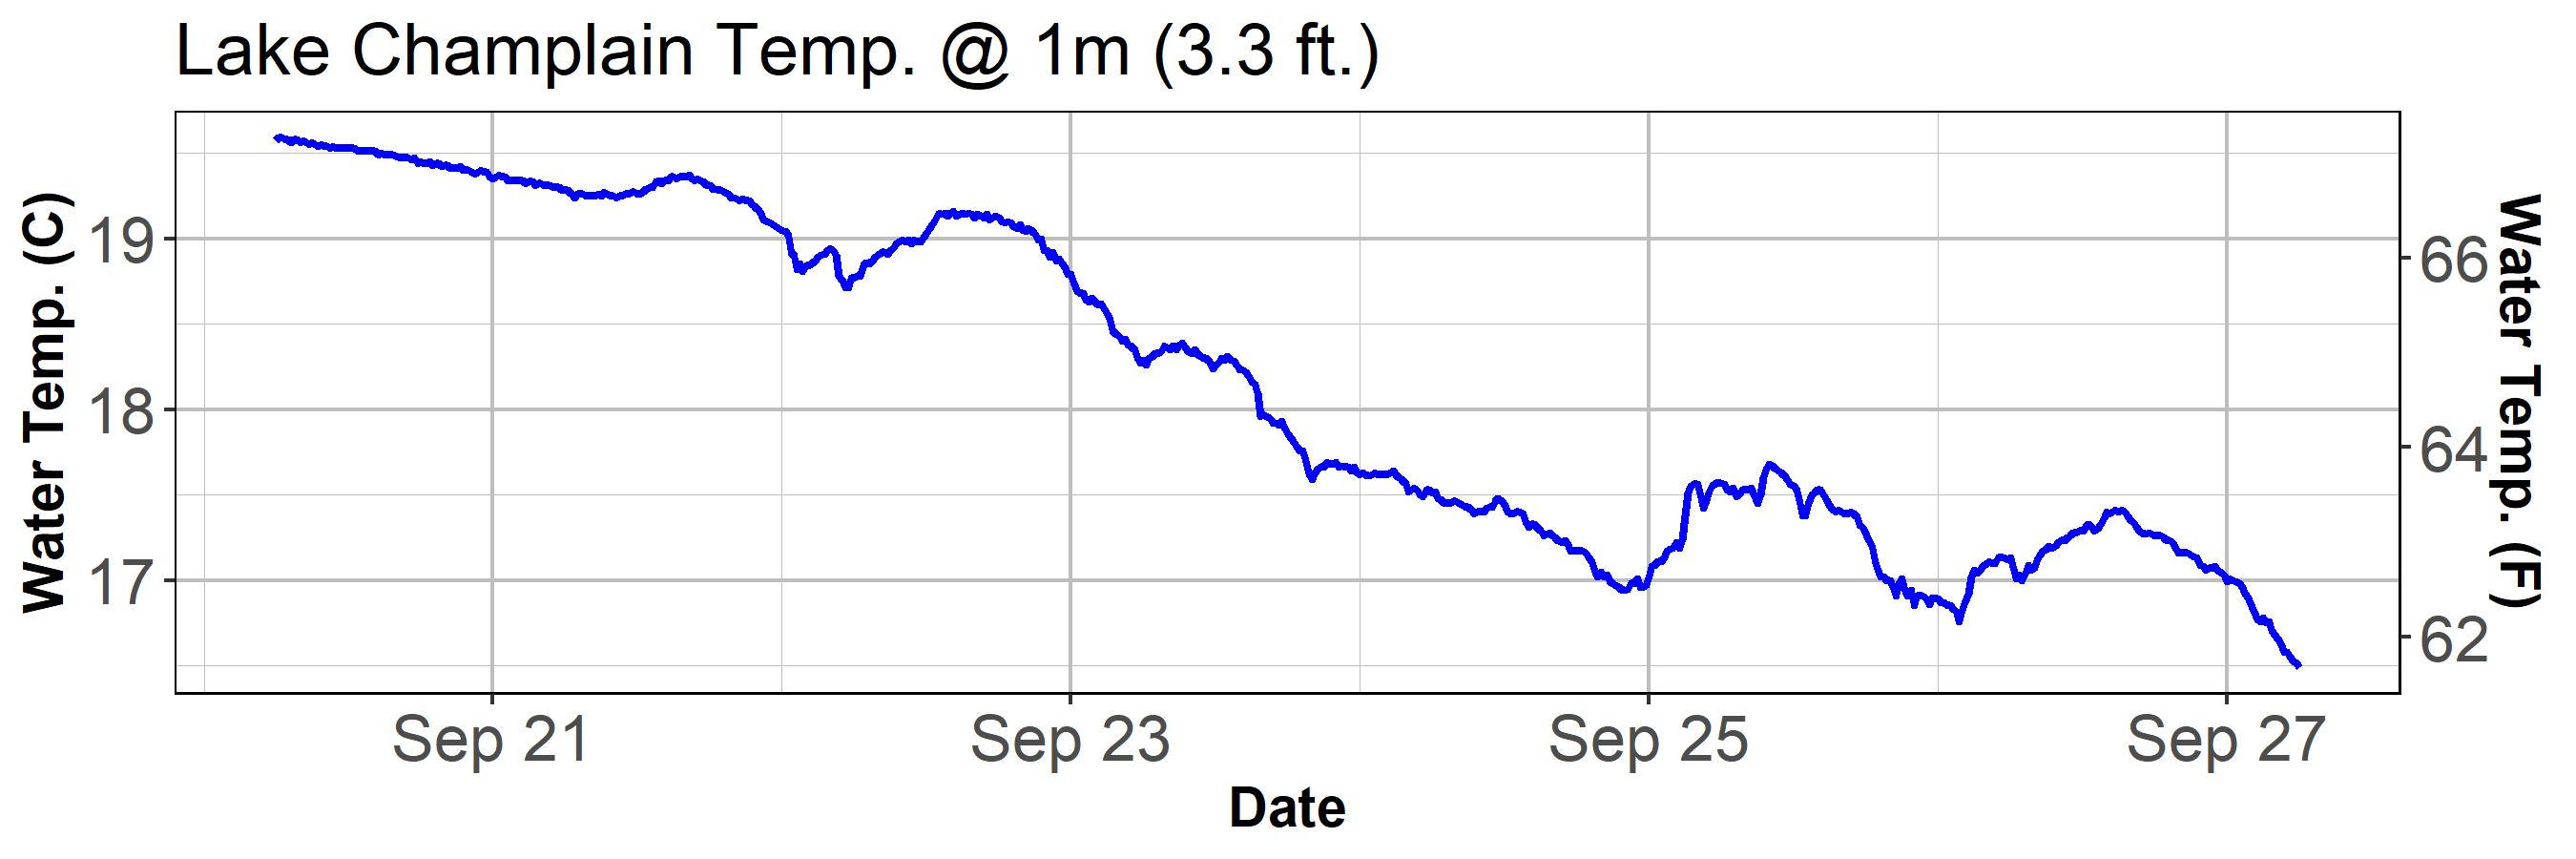 Lake Champlain Temp. @ 1m (3.3 ft.)
Water Temp. (C)
19
18
17
66
64
62
Water Temp. (F)
Sep 21
Sep 23
Sep 25
Sep 27
Date